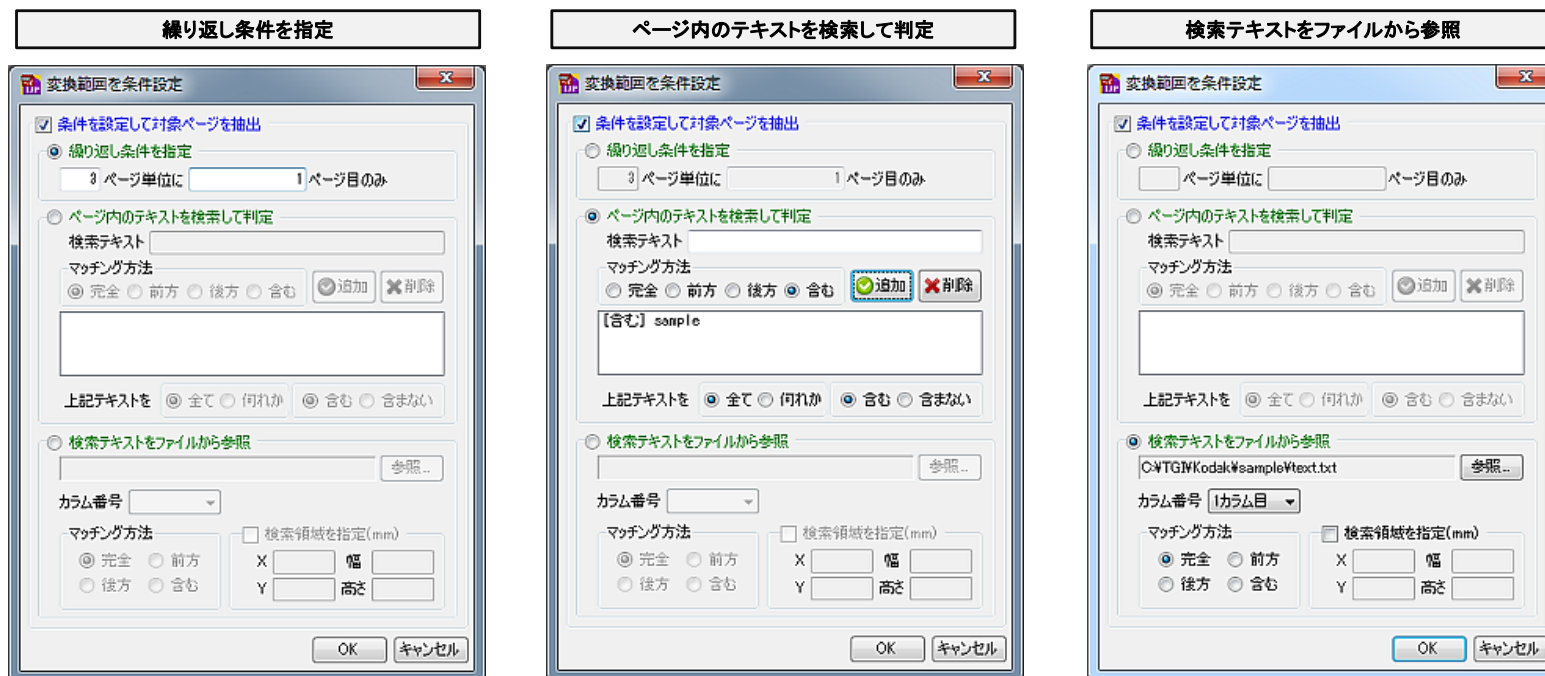 繰り返し条件を指定
変換範囲を条件設定
条件を設定して対象ページを抽出
繰り返し条件を指定
3 ページ単位に 1 ページ目のみ
ページ内のテキストを検索して判定
検索テキスト
マッチング方法
完全 前方 後方 含む 追加 削除
上記テキストを 全て 何れか 含む 含まない
検索テキストをファイルから参照
参照...
カラム番号
マッチング方法 検索領域を指定(mm)
完全 前方 X 幅
後方 含む Y 高さ
OK キャンセル
ページ内のテキストを検索して判定
変換範囲を条件設定
条件を設定して対象ページを抽出
繰り返し条件を指定
3 ページ単位に 1 ページ目のみ
ページ内のテキストを検索して判定
検索テキスト
マッチング方法
完全 前方 後方 含む 追加 削除
[含む] sample
上記テキストを 全て 何れか 含む 含まない
検索テキストをファイルから参照
参照...
カラム番号
マッチング方法 検索領域を指定(mm)
完全 前方 X 幅
後方 含む Y 高さ
OK キャンセル
検索テキストをファイルから参照
変換範囲を条件設定
条件を設定して対象ページを抽出
繰り返し条件を指定
ページ単位に ページ目のみ
ページ内のテキストを検索して判定
検索テキスト
マッチング方法
完全 前方 後方 含む 追加 削除
上記テキストを 全て 何れか 含む 含まない
検索テキストをファイルから参照
C:¥TGI¥Kodak¥sample¥text.txt 参照...
カラム番号 1カラム目
マッチング方法 検索領域を指定(mm)
完全 前方 X 幅
後方 含む Y 高さ
OK キャンセル